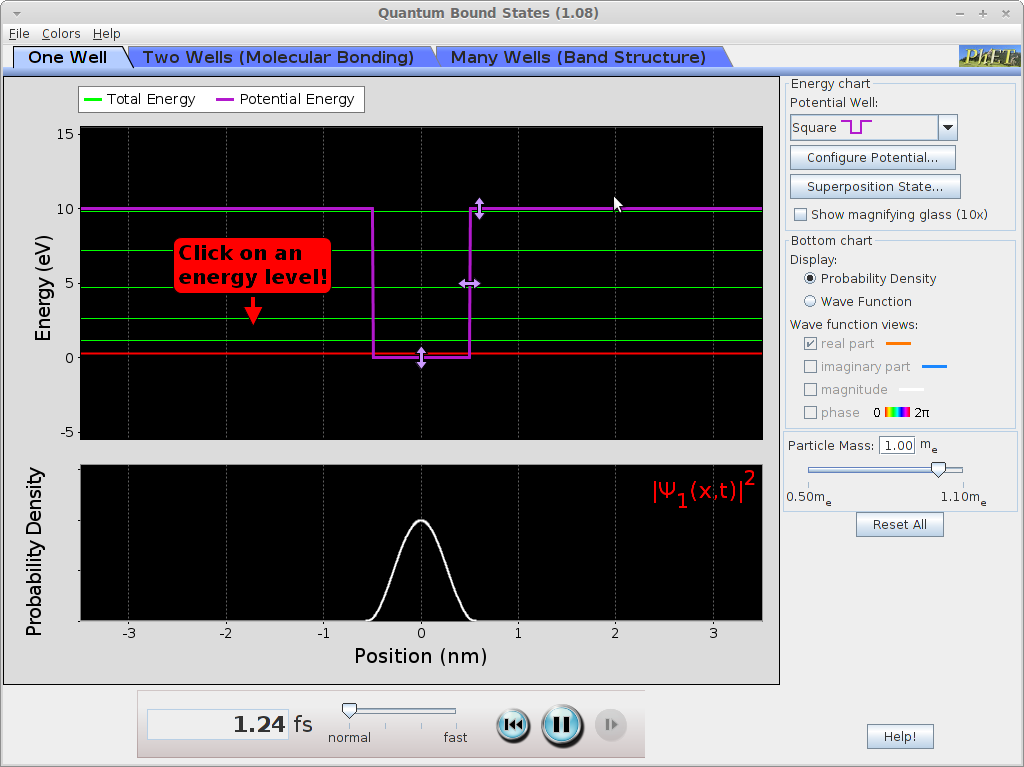 Quantum Bound States (1.08)
File Colors Help
One Well Two Wells (Molecular Bonding) Many Wells (Band Structure)
PhET
Total Energy Potential Energy
15
10
5
0
-5
Energy (eV)
Click on an
energy level!
Probability Density
|Ψ1(x,t)|2
-3 -2 -1 0 1 2 3
Position (nm)
1.24 fs
normal fast
Energy chart
Potential Well:
Square
Configure Potential...
Superposition State...
Show magnifying glass (10x)
Bottom chart
Display:
Probability Density
Wave Function
Wave function views:
real part
imaginary part
magnitude
phase 0 2π
Particle Mass: 1.00 me
0.50me 1.10me
Reset All
Help!